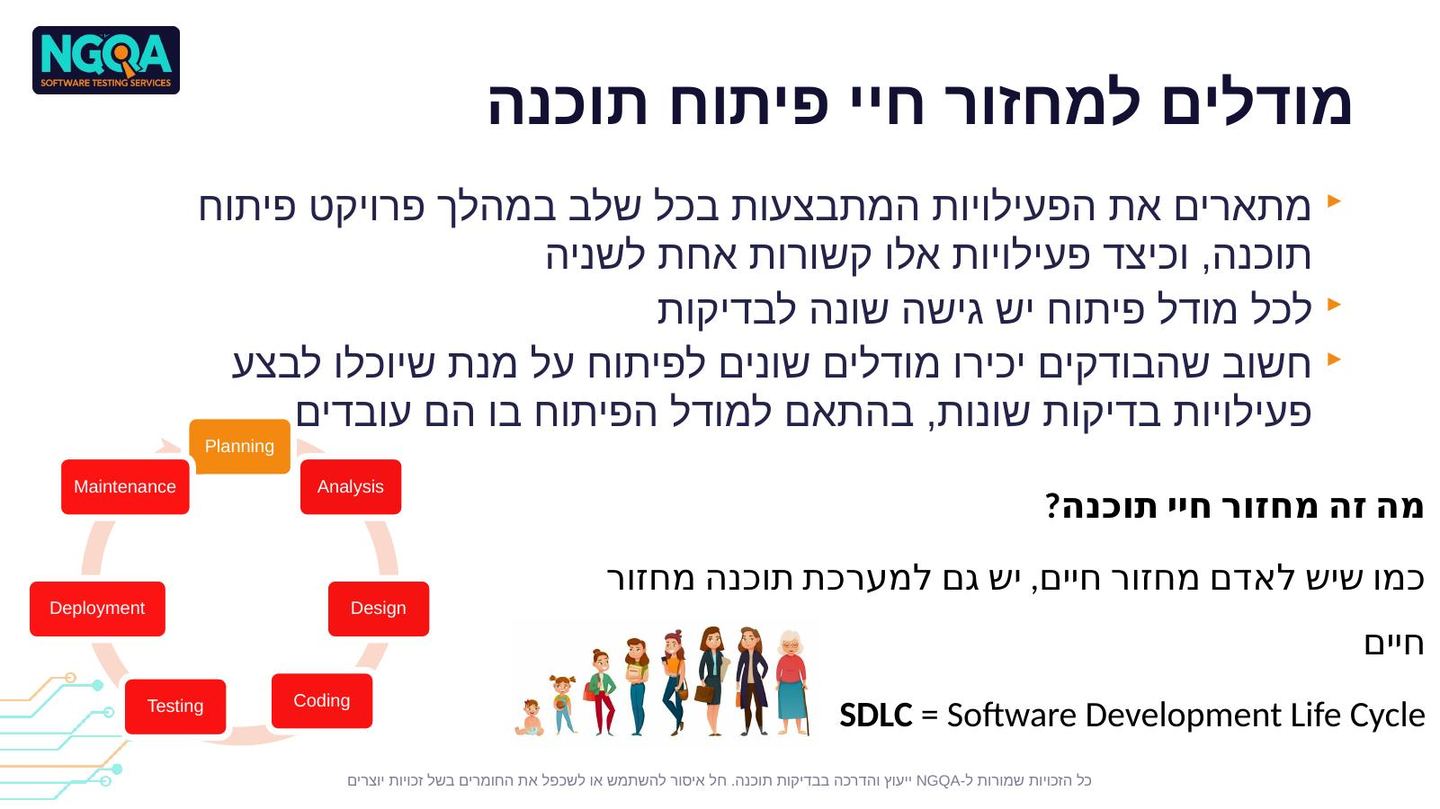 NGQA
SOFTWARE TESTING SERVICES
מודלים למחזור חיי פיתוח תוכנה
מתארים את הפעילויות המתבצעות בכל שלב במהלך פרויקט פיתוח
תוכנה, וכיצד פעילויות אלו קשורות אחת לשניה
לכל מודל פיתוח יש גישה שונה לבדיקות
חשוב שהבודקים יכירו מודלים שונים לפיתוח על מנת שיוכלו לבצע
פעילויות בדיקות שונות, בהתאם למודל הפיתוח בו הם עובדים
Planning
Analysis
Design
Coding
Testing
Deployment
Maintenance
מה זה מחזור חיי תוכנה?
כמו שיש לאדם מחזור חיים, יש גם למערכת תוכנה מחזור
חיים
SDLC = Software Development Life Cycle
כל הזכויות שמורות ל-NGQA ייעוץ והדרכה בבדיקות תוכנה. חל איסור להשתמש או לשכפל את החומרים בשל זכויות יוצרים